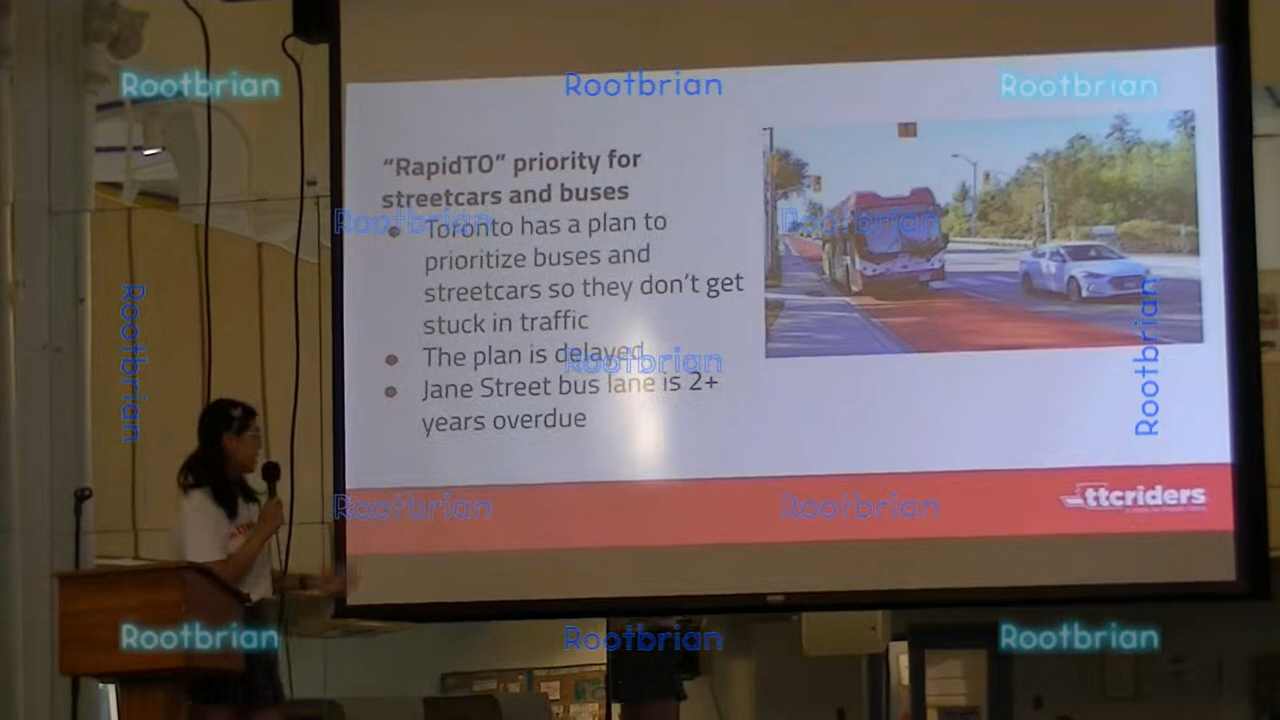 Rootbrian Rootbrian Rootbrian
"RapidTO" priority for
streetcars and buses
Rootbrian Rootbrian
• Toronto has a plan to
prioritize buses and
streetcars so they don't get
stuck in traffic
• The plan is delayed
Rootbrian
• Jane Street bus lane is 2+
years overdue
Rootbrian
Rootbrian
ttcriders
Rootbrian Rootbrian
Rootbrian Rootbrian Rootbrian